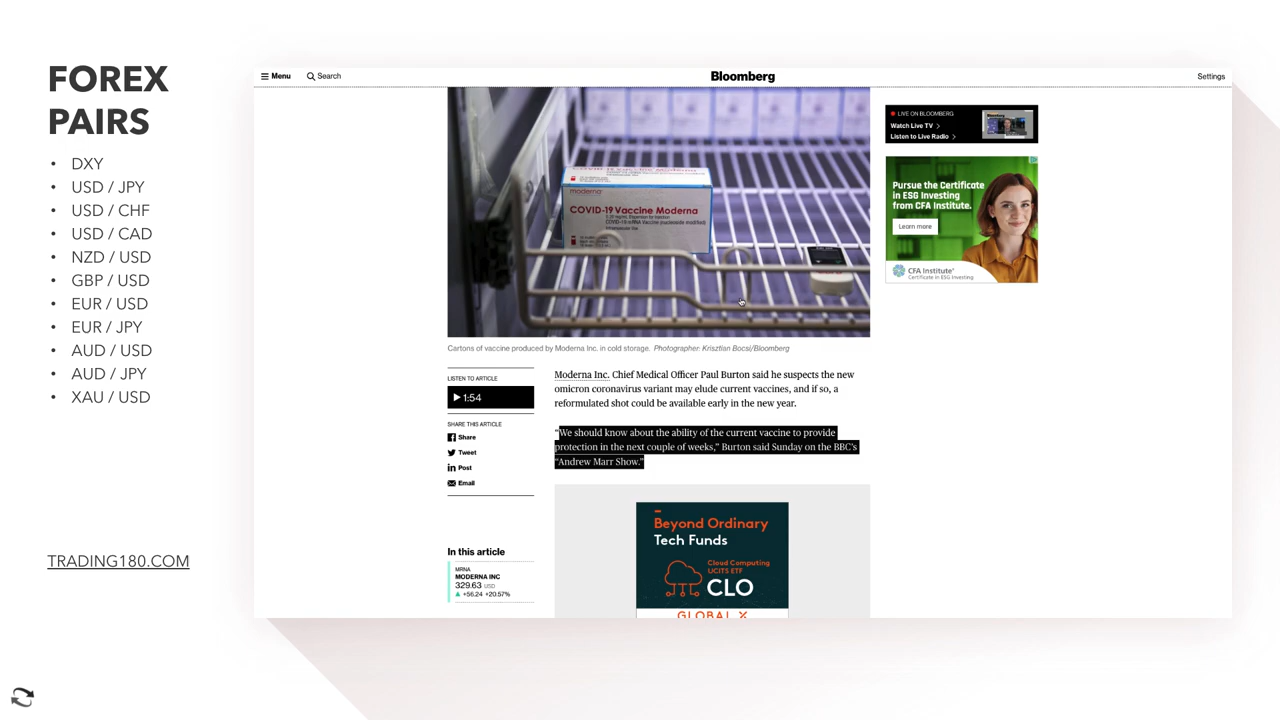 FOREX
PAIRS
• DXY
• USD / JPY
• USD / CHF
• USD / CAD
• NZD / USD
• GBP / USD
• EUR / USD
• EUR / JPY
• AUD / USD
• AUD / JPY
• XAU / USD
TRADING180.COM
Menu
Search
Bloomberg
Settings
moderna
COVID-19 Vaccine Moderna
LIVE ON BLOOMBERG
Watch Live TV >
Listen to Live Radio >
Pursue the Certificate
in ESG Investing
from CFA Institute.
Learn more
CFA Institute®
Certificate in ESG Investing
Cartons of vaccine produced by Moderna Inc. in cold storage. Photographer: Krisztian Bocsi/Bloomberg
LISTEN TO ARTICLE
1:54
SHARE THIS ARTICLE
Share
Tweet
Post
Email
Moderna Inc. Chief Medical Officer Paul Burton said he suspects the new
omicron coronavirus variant may elude current vaccines, and if so, a
reformulated shot could be available early in the new year.
“We should know about the ability of the current vaccine to provide
protection in the next couple of weeks,” Burton said Sunday on the BBC’s
“Andrew Marr Show.”
In this article
MRNA
MODERNA INC
329.63 USD
▲ +56.24 +20.57%
Beyond Ordinary
Tech Funds
Cloud Computing
UCITS ETF
CLO
GLOBAL X